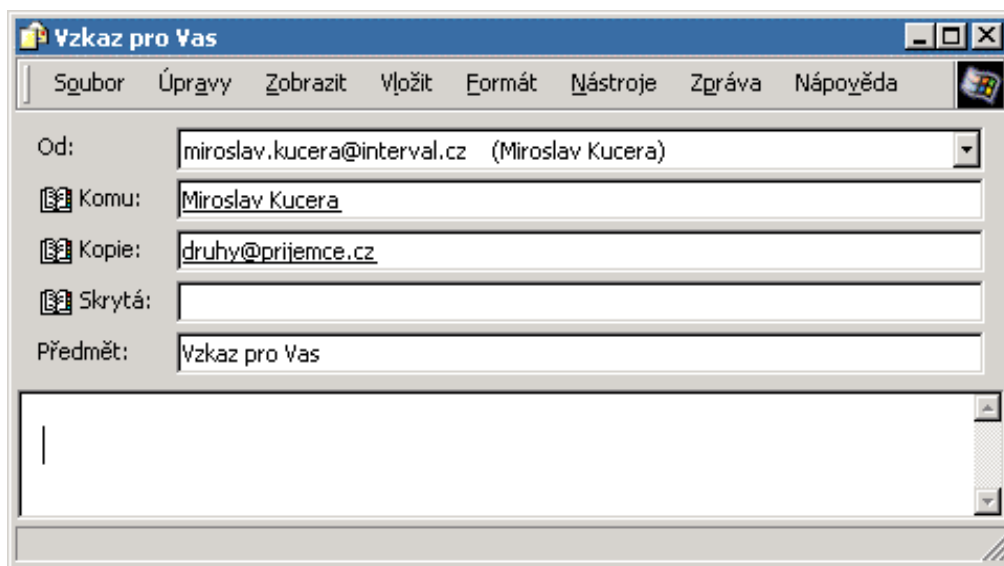 Vzkaz pro Vas
Soubor Úpravy Zobrazit Vložit Formát Nástroje Zpráva Nápověda
Od: miroslav.kucera@interval.cz (Miroslav Kucera)
Komu: Miroslav Kucera
Kopie: druhy@prijemce.cz
Skrytá:
Předmět: Vzkaz pro Vas